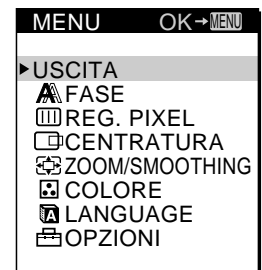 MENU OK→MENU
▶USCITA
FASE
REG. PIXEL
CENTRATURA
ZOOM/SMOOTHING
COLORE
LANGUAGE
OPZIONI